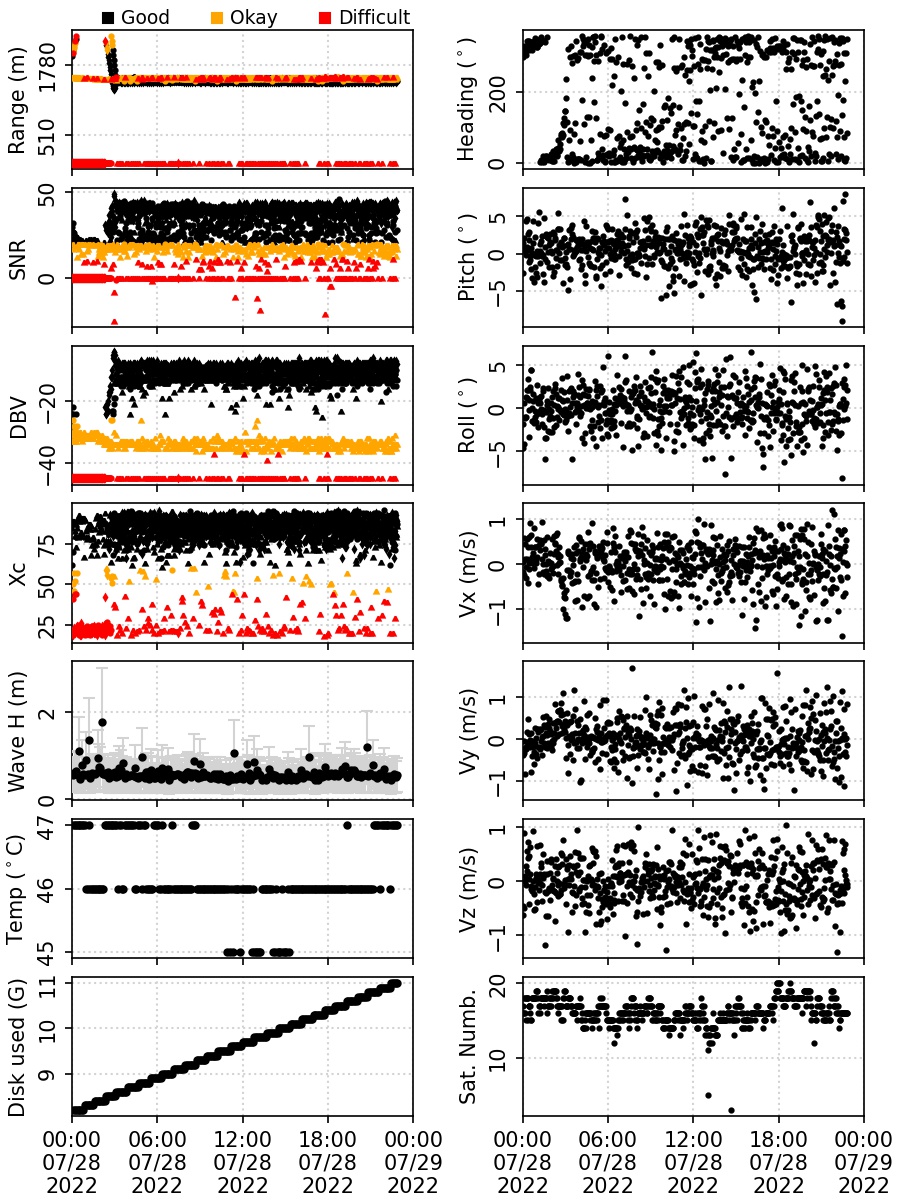 Good Okay Difficult
Range (m)
1780
510
Heading (°)
200
0
SNR
50
0
Pitch (°)
5
0
−5
DBV
−20
−40
Roll (°)
5
0
−5
Xc
75
50
25
Vx (m/s)
1
0
−1
Wave H (m)
2
0
Vy (m/s)
1
0
−1
Temp (°C)
47
46
45
Vz (m/s)
1
0
−1
Disk used (G)
11
10
9
Sat. Numb.
20
10
00:00 06:00 12:00 18:00 00:00
07/28 07/28 07/28 07/28 07/29
2022 2022 2022 2022 2022
00:00 06:00 12:00 18:00 00:00
07/28 07/28 07/28 07/28 07/29
2022 2022 2022 2022 2022